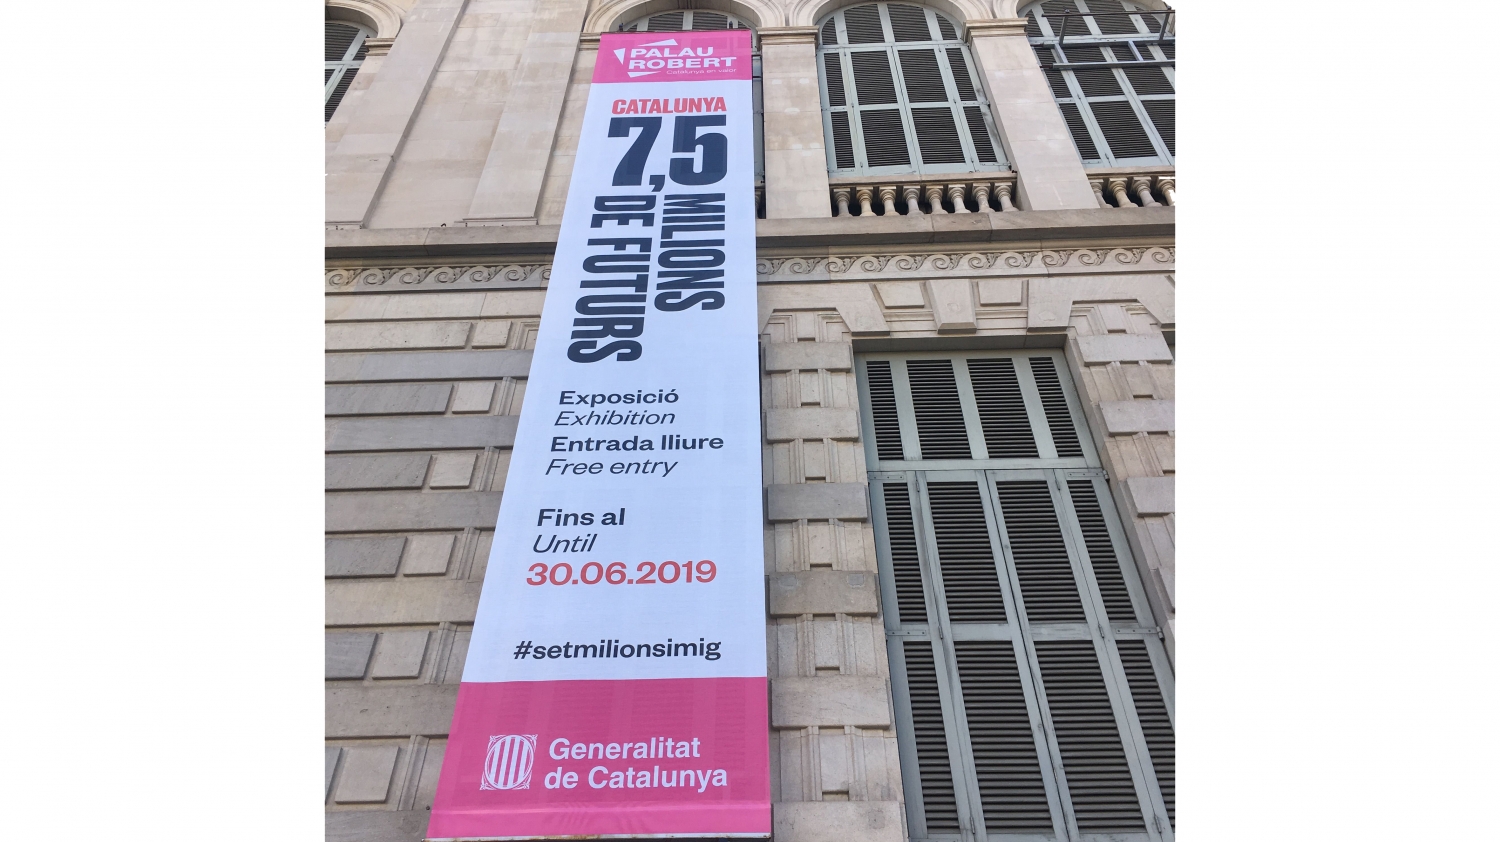 PALAU
ROBERT
Catalunya en valor
CATALUNYA
7,5
MILIONS
DE FUTURS
Exposició
Exhibition
Entrada lliure
Free entry
Fins al
Until
30.06.2019
#setmilionsimig
Generalitat
de Catalunya